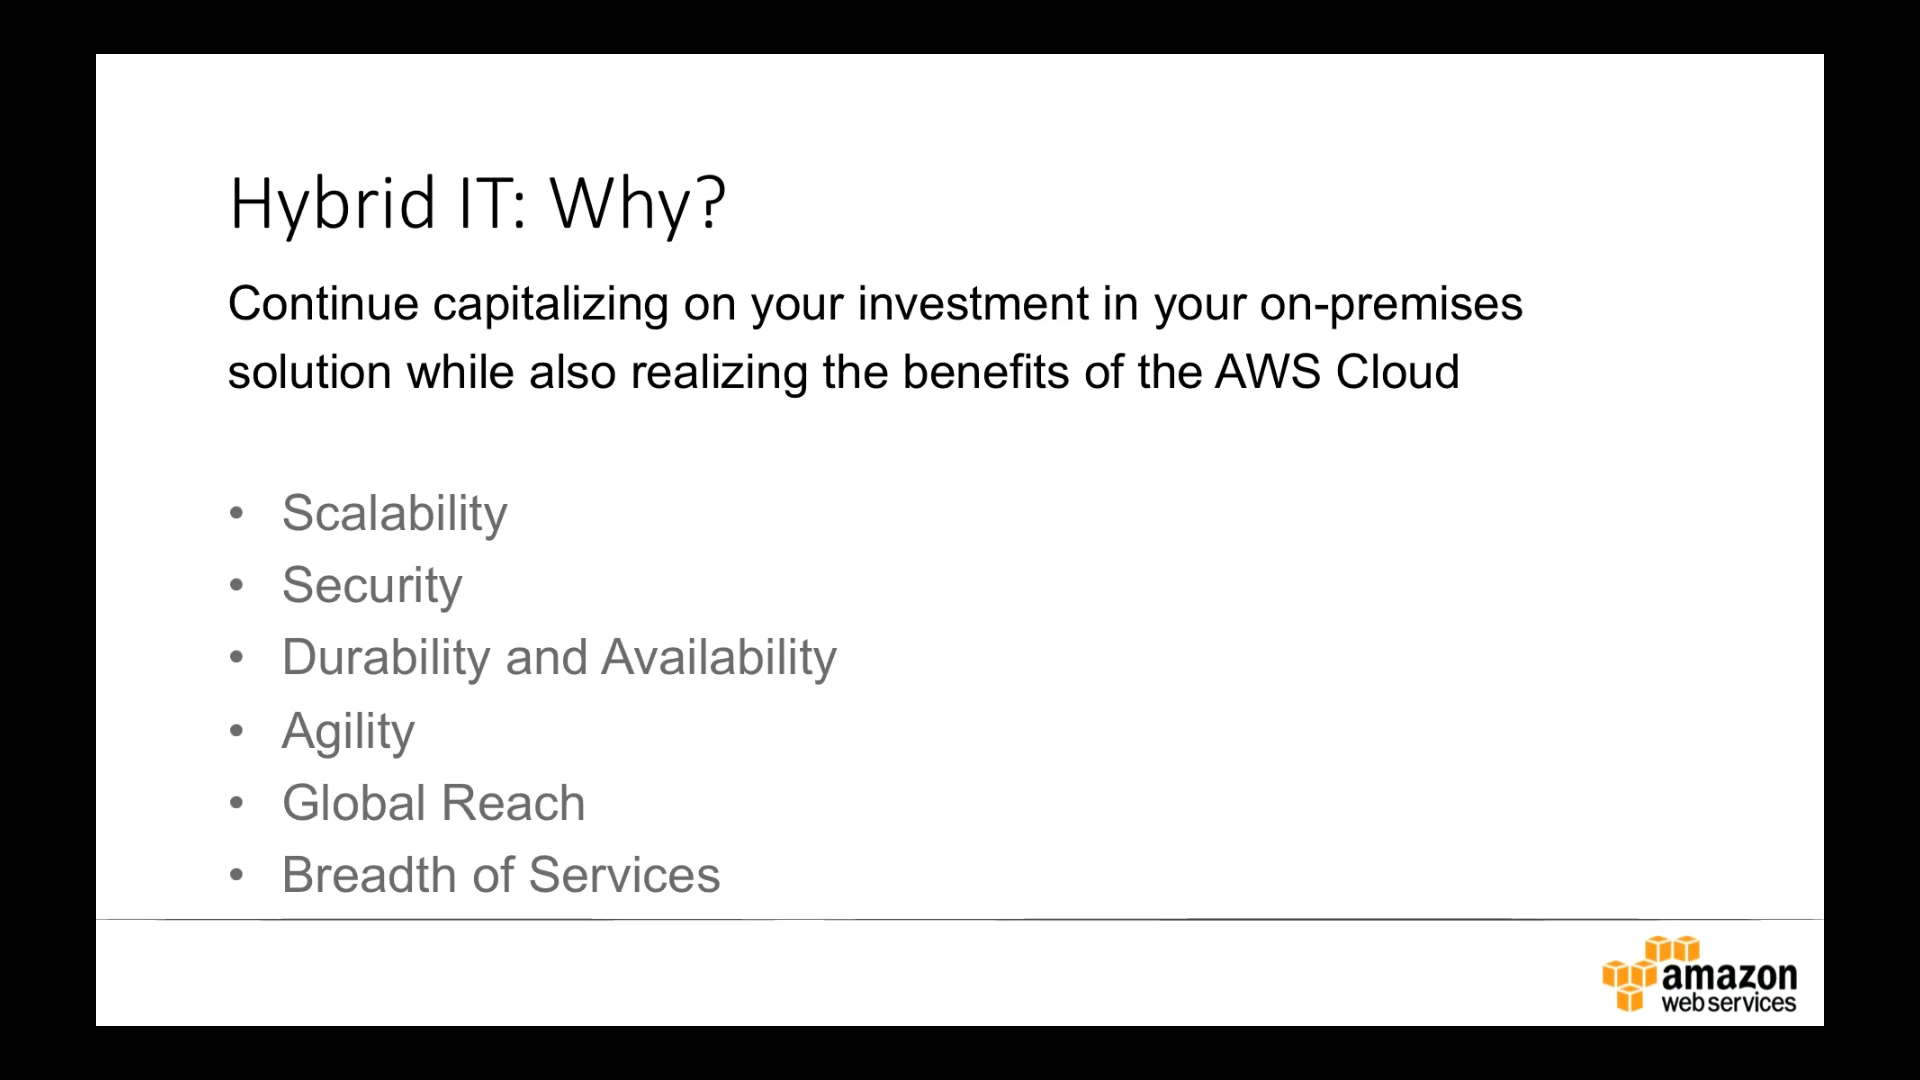 Hybrid IT: Why?
Continue capitalizing on your investment in your on-premises
solution while also realizing the benefits of the AWS Cloud
• Scalability
• Security
• Durability and Availability
• Agility
• Global Reach
• Breadth of Services
amazon
web services